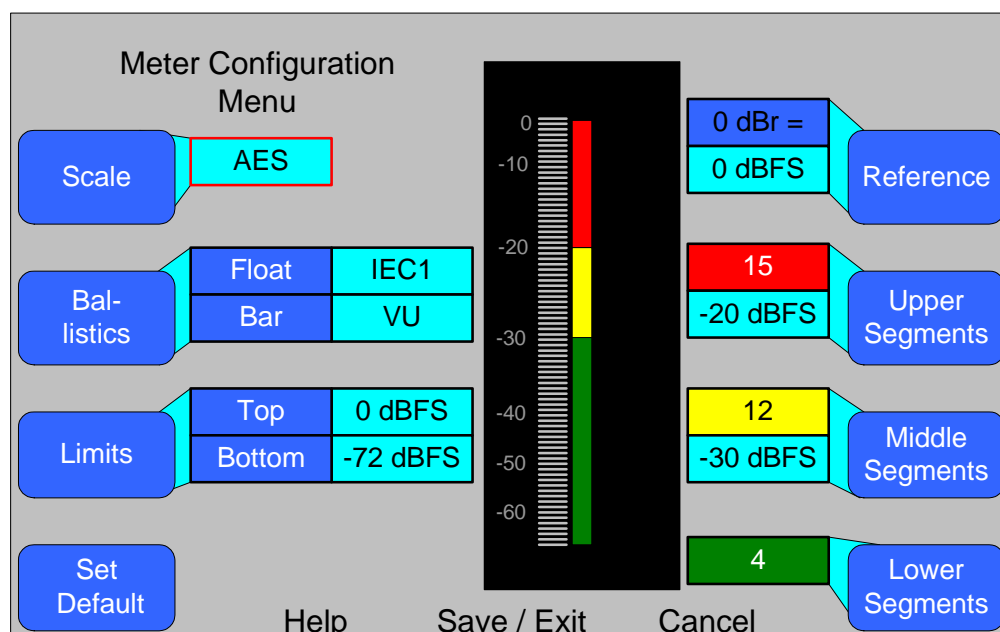 Meter Configuration
Menu
Scale
AES
Bal-
listics
Float
IEC1
Bar
VU
Limits
Top
0 dBFS
Bottom
-72 dBFS
Set
Default
0
-10
-20
-30
-40
-50
-60
0 dBr =
0 dBFS
Reference
15
-20 dBFS
Upper
Segments
12
-30 dBFS
Middle
Segments
4
Lower
Segments
Help
Save / Exit
Cancel